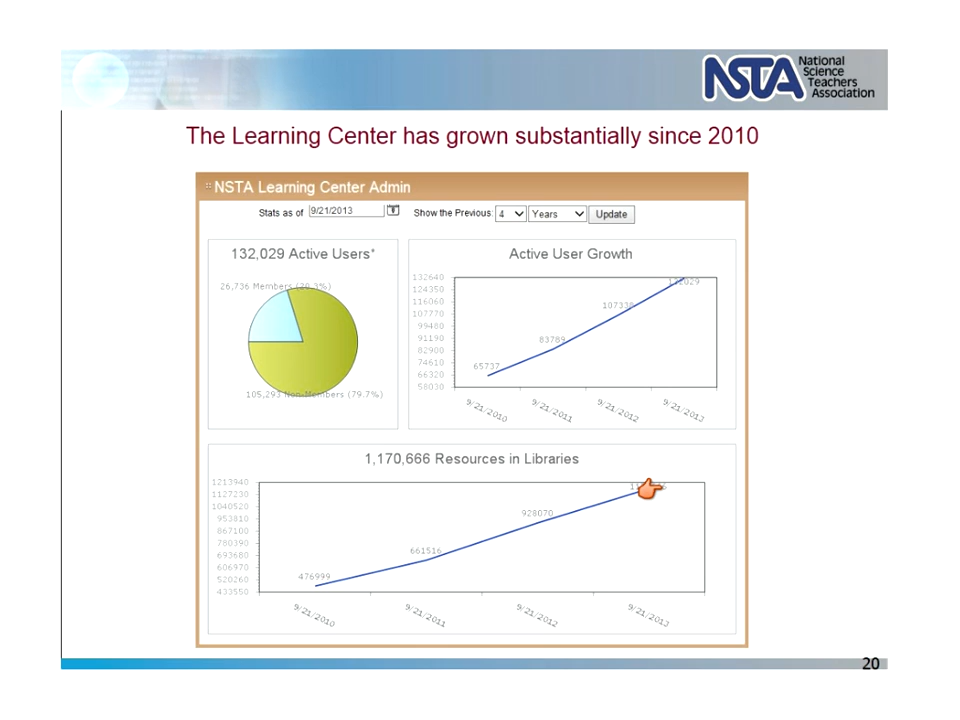 NSTA
National
Science
Teachers
Association
The Learning Center has grown substantially since 2010
NSTA Learning Center Admin
Stats as of 9/21/2013 Show the Previous: 4 Years Update
132,029 Active Users*
26,736 Members (20.3%)
105,293 Non-Members (79.7%)
Active User Growth
132640
124350
116060
107770
99480
91190
82900
74610
66320
58030
65737
83789
107338
132029
9/21/2010
9/21/2011
9/21/2012
9/21/2013
1,170,666 Resources in Libraries
1213940
1127230
1040520
953810
867100
780390
693680
606970
520260
433550
476999
661516
928070
9/21/2010
9/21/2011
9/21/2012
9/21/2013
20